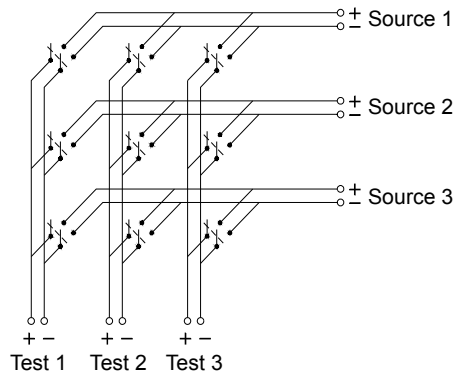 +
− Source 1
+
− Source 2
+
− Source 3
+ − + − + −
Test 1 Test 2 Test 3